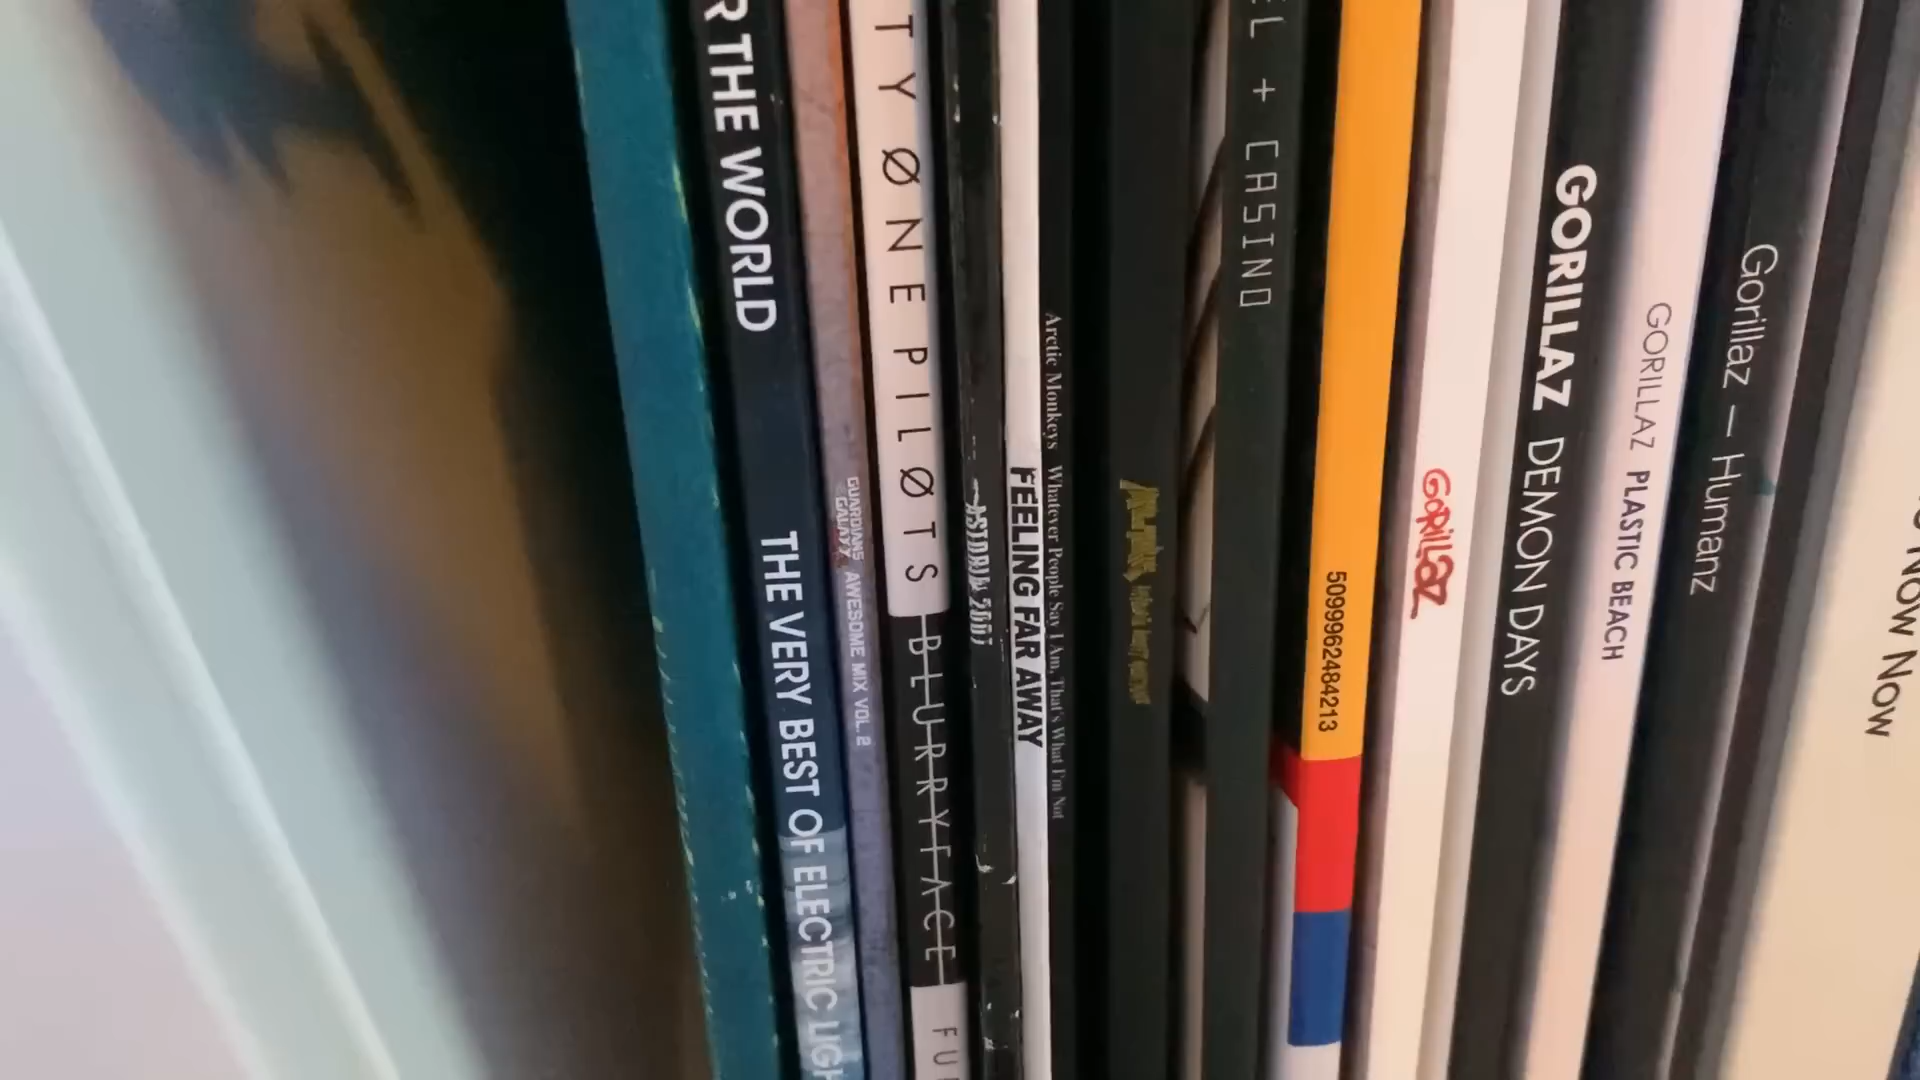 R THE WORLD
THE VERY BEST OF ELECTRIC LIGH
GUARDIANS
GALAXY
AWESOME MIX VOL. 2
TY ØNE PILØTS
BLURRYFACE
FU
FEELING FAR AWAY
Arctic Monkeys Whatever People Say I Am, That's What I'm Not
EL + CASINO
5099962484213
GORILLAZ
GORILLAZ DEMON DAYS
GORILLAZ PLASTIC BEACH
Gorillaz – Humanz
Now Now